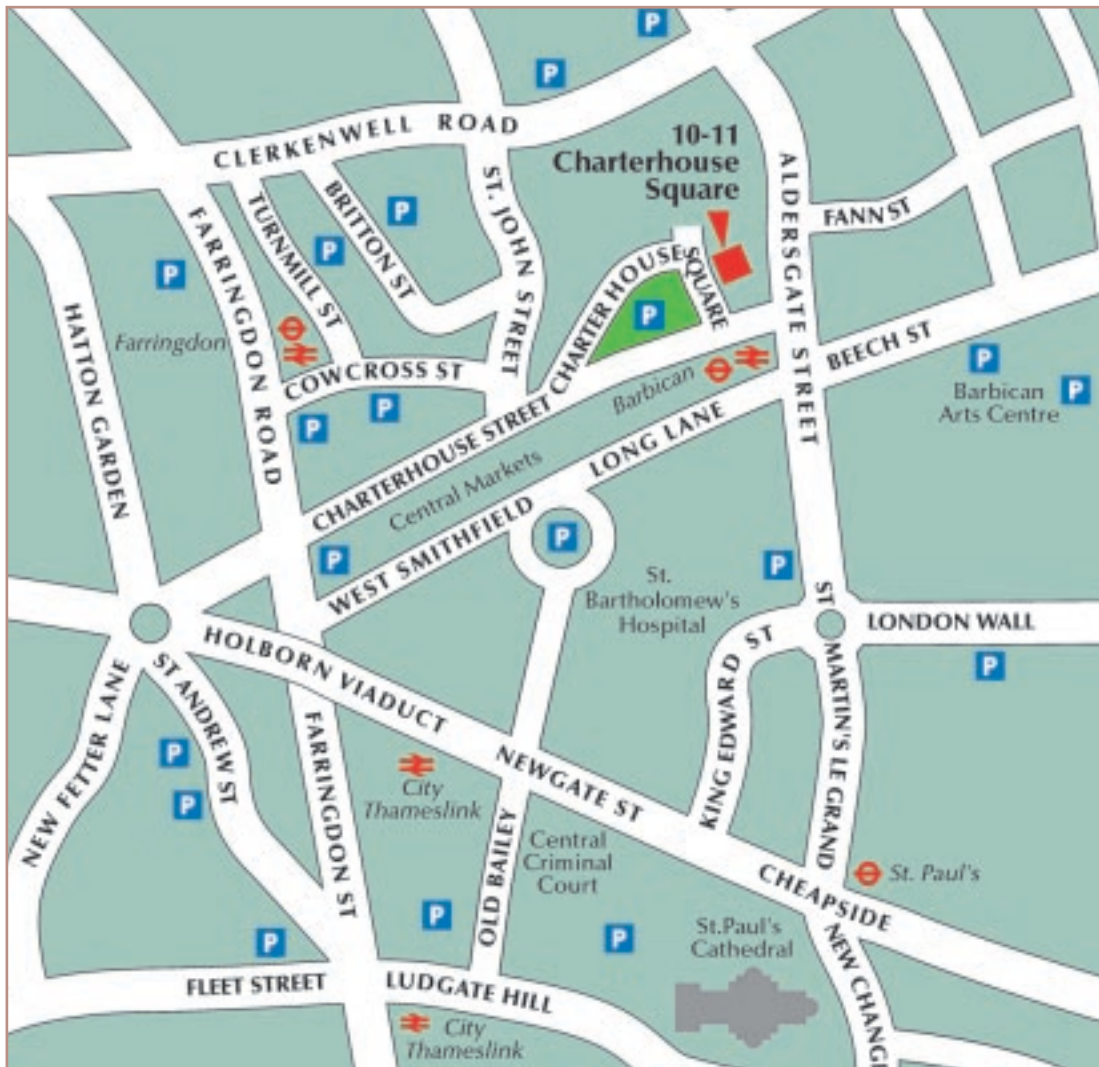 P
P
CLERKENWELL ROAD
10-11
Charterhouse
Square
ST. JOHN STREET
ALDERSGATE STREET
TURNMILL ST
BRITTON ST
P
FANN ST
FARRINGDON ROAD
P
P
HATTON GARDEN
CHARTERHOUSE
SQUARE
P
Farringdon
COWCROSS ST
BEECH ST
Barbican
P
Barbican
Arts Centre
P
P
P
CHARTERHOUSE STREET
LONG LANE
Central Markets
WEST SMITHFIELD
P
P
P
St.
Bartholomew's
Hospital
ST MARTIN'S LE GRAND
LONDON WALL
P
KING EDWARD ST
HOLBORN VIADUCT
NEW FETTER LANE
ST ANDREW ST
FARRINGDON ST
P
P
City
Thameslink
NEWGATE ST
OLD BAILEY
Central
Criminal
Court
CHEAPSIDE
St. Paul's
P
P
P
St.Paul's
Cathedral
NEW CHANGE
FLEET STREET
LUDGATE HILL
City
Thameslink